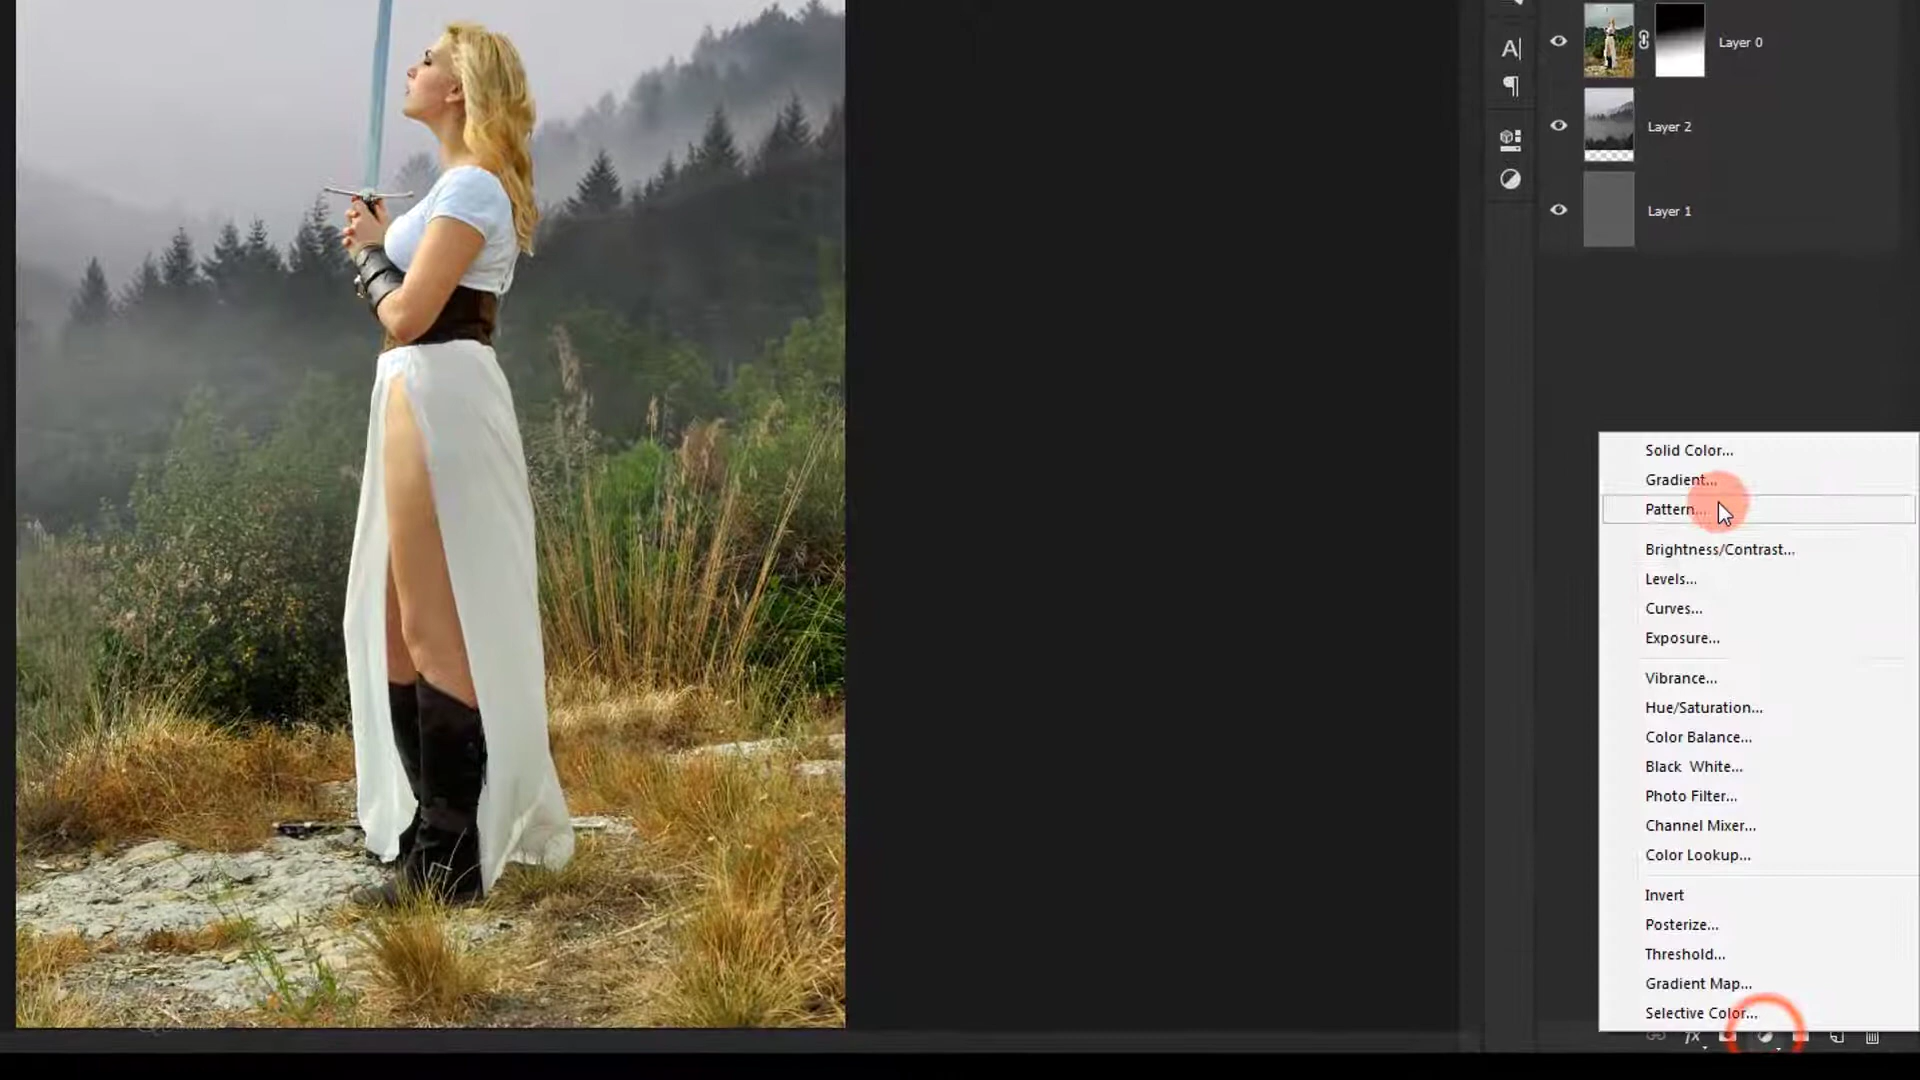 A|
Layer 0
Layer 2
Layer 1
Solid Color...
Gradient...
Pattern...
Brightness/Contrast...
Levels...
Curves...
Exposure...
Vibrance...
Hue/Saturation...
Color Balance...
Black  White...
Photo Filter...
Channel Mixer...
Color Lookup...
Invert
Posterize...
Threshold...
Gradient Map...
Selective Color...
fx